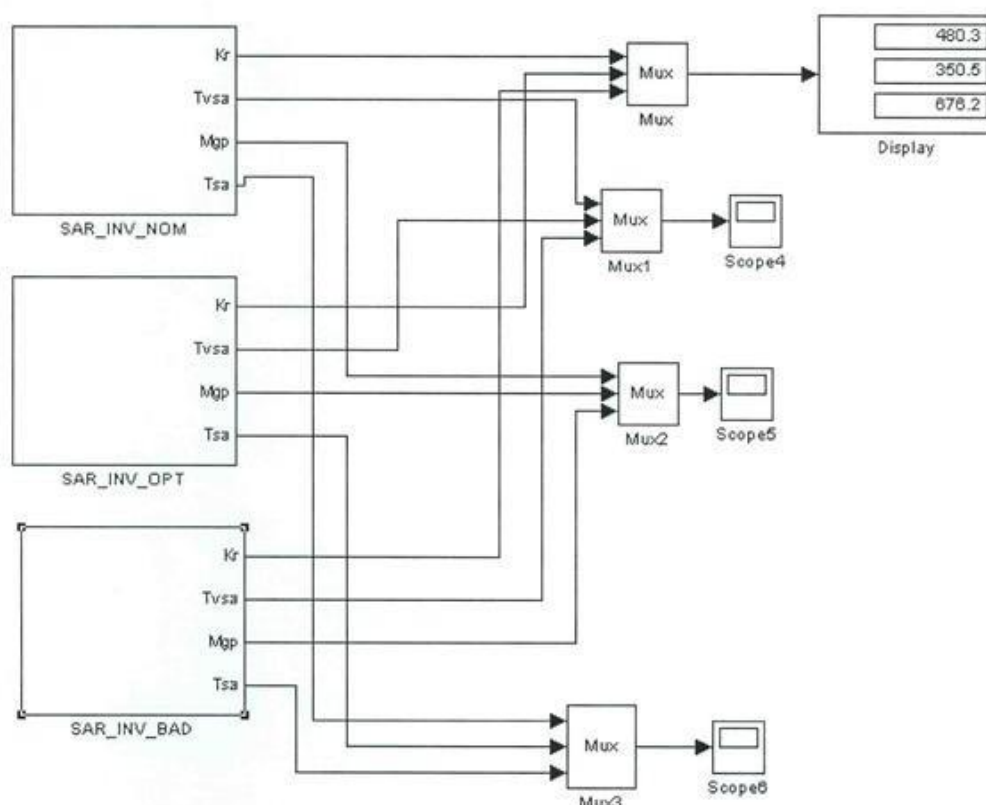 Kr
Tvsa
Mgp
Tsa
SAR_INV_NOM
Kr
Tvsa
Mgp
Tsa
SAR_INV_OPT
Kr
Tvsa
Mgp
Tsa
SAR_INV_BAD
Mux
Mux
480.3
350.5
676.2
Display
Mux
Mux1
Scope4
Mux
Mux2
Scope5
Mux
Mux3
Scope6